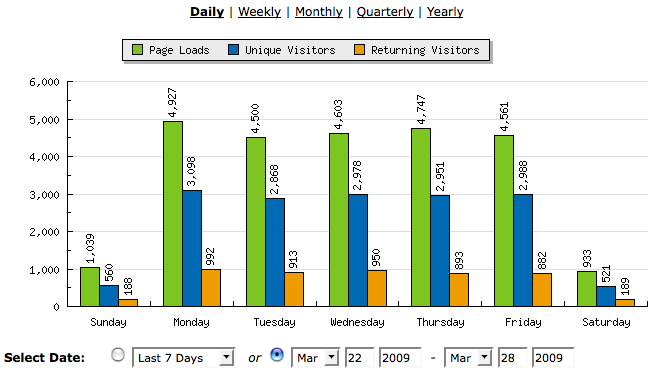 Daily | Weekly | Monthly | Quarterly | Yearly
Page Loads Unique Visitors Returning Visitors
6,000
5,000
4,000
3,000
2,000
1,000
0
1,039 560 188
4,927 3,098 992
4,500 2,868 913
4,603 2,978 950
4,747 2,951 893
4,561 2,988 882
933 521 189
Sunday Monday Tuesday Wednesday Thursday Friday Saturday
Select Date: Last 7 Days or Mar 22 2009 - Mar 28 2009